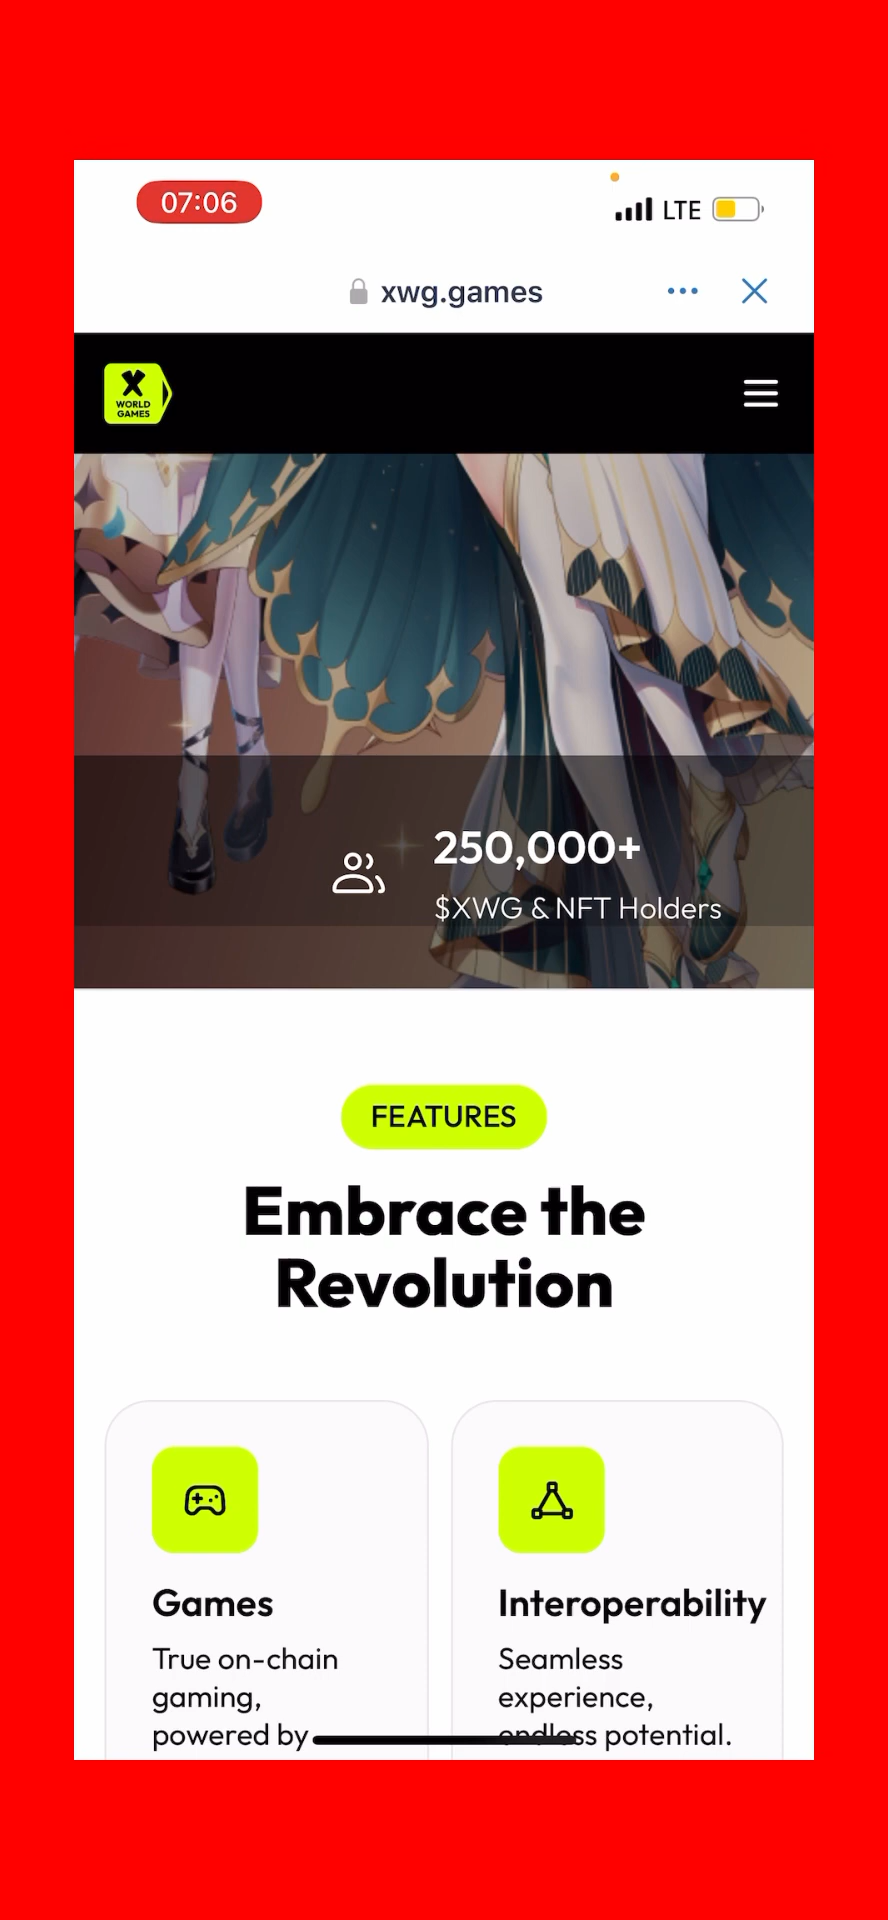 07:06
LTE
xwg.games
X
WORLD
GAMES
250,000+
$XWG & NFT Holders
FEATURES
Embrace the
Revolution
Games
True on-chain
gaming,
powered by
Interoperability
Seamless
experience,
endless potential.